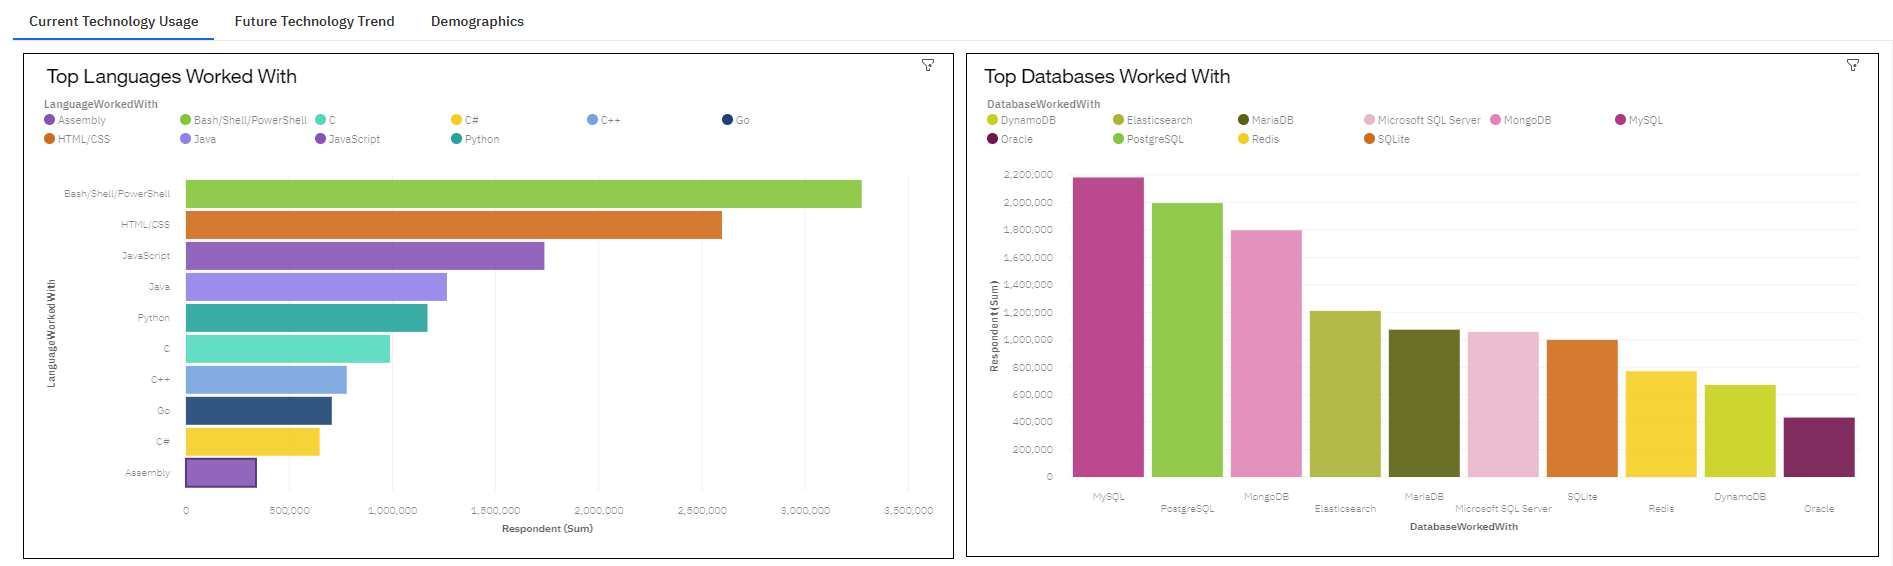 Current Technology Usage Future Technology Trend Demographics
Top Languages Worked With
LanguageWorkedWith
Assembly Bash/Shell/PowerShell C C# C++ Go
HTML/CSS Java JavaScript Python
LanguageWorkedWith
Bash/Shell/PowerShell
HTML/CSS
JavaScript
Java
Python
C
C++
Go
C#
Assembly
0 500,000 1,000,000 1,500,000 2,000,000 2,500,000 3,000,000 3,500,000
Respondent (Sum)
Top Databases Worked With
DatabaseWorkedWith
DynamoDB Elasticsearch MariaDB Microsoft SQL Server MongoDB MySQL
Oracle PostgreSQL Redis SQLite
Respondent (Sum)
2,200,000
2,000,000
1,800,000
1,600,000
1,400,000
1,200,000
1,000,000
800,000
600,000
400,000
200,000
0
MySQL MongoDB MariaDB SQLite DynamoDB
PostgreSQL Elasticsearch Microsoft SQL Server Redis Oracle
DatabaseWorkedWith